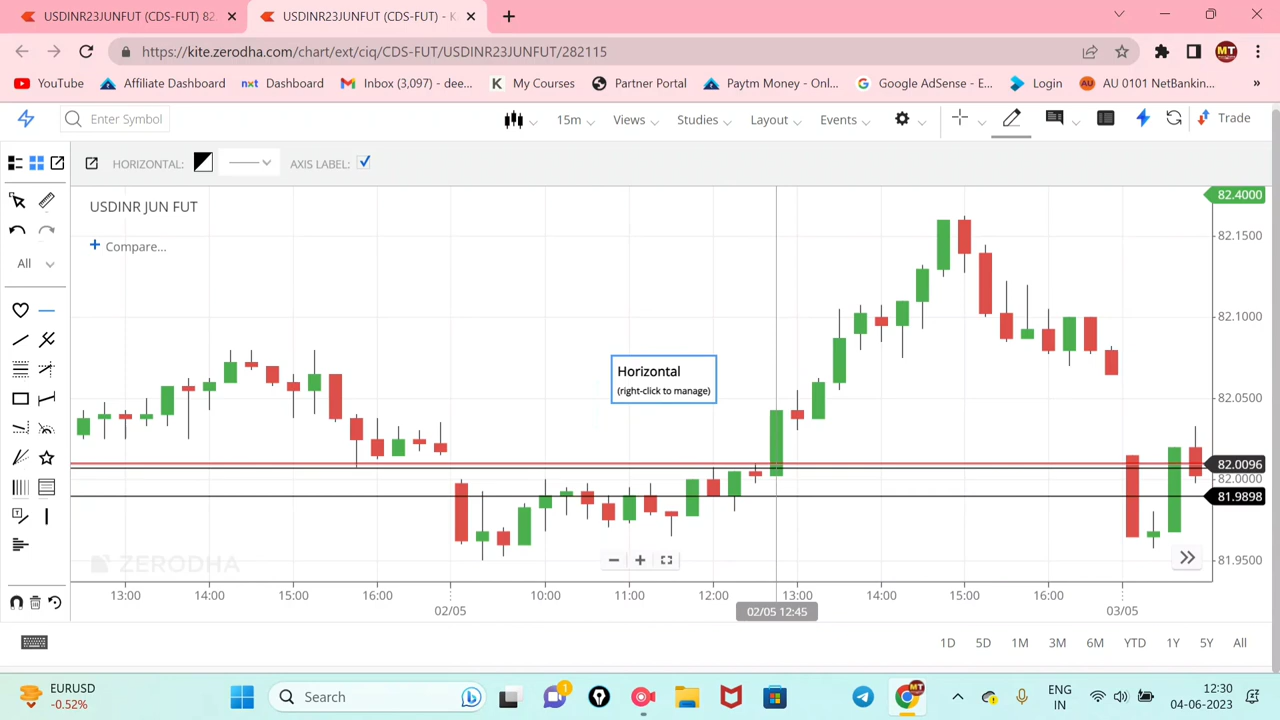 USDINR23JUNFUT (CDS-FUT) 82
USDINR23JUNFUT (CDS-FUT) - K
https://kite.zerodha.com/chart/ext/ciq/CDS-FUT/USDINR23JUNFUT/282115
MT
YouTube
Affiliate Dashboard
nxt Dashboard
Inbox (3,097) - dee...
K My Courses
Partner Portal
Paytm Money - Onl...
Google AdSense - E...
Login
AU AU 0101 NetBankin...
»
Enter Symbol
15m
Views
Studies
Layout
Events
Trade
HORIZONTAL:
AXIS LABEL:
USDINR JUN FUT
+ Compare...
All
Horizontal
(right-click to manage)
82.4000
82.1500
82.1000
82.0500
82.0096
82.0000
81.9898
81.9500
ZERODHA
13:00
14:00
15:00
16:00
02/05
10:00
11:00
12:00
02/05 12:45
13:00
14:00
15:00
16:00
03/05
1D
5D
1M
3M
6M
YTD
1Y
5Y
All
EURUSD
-0.52%
Search
1
MT
ENG
IN
12:30
04-06-2023